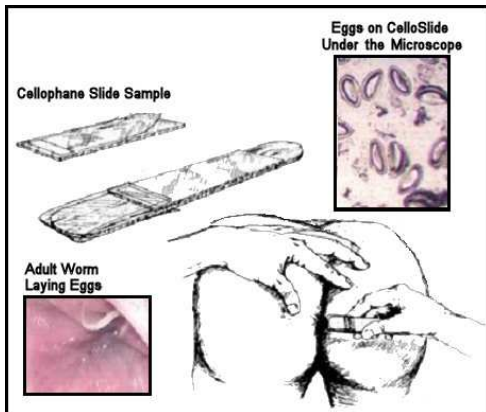 Eggs on CelloSlide
Under the Microscope
Cellophane Slide Sample
Adult Worm
Laying Eggs